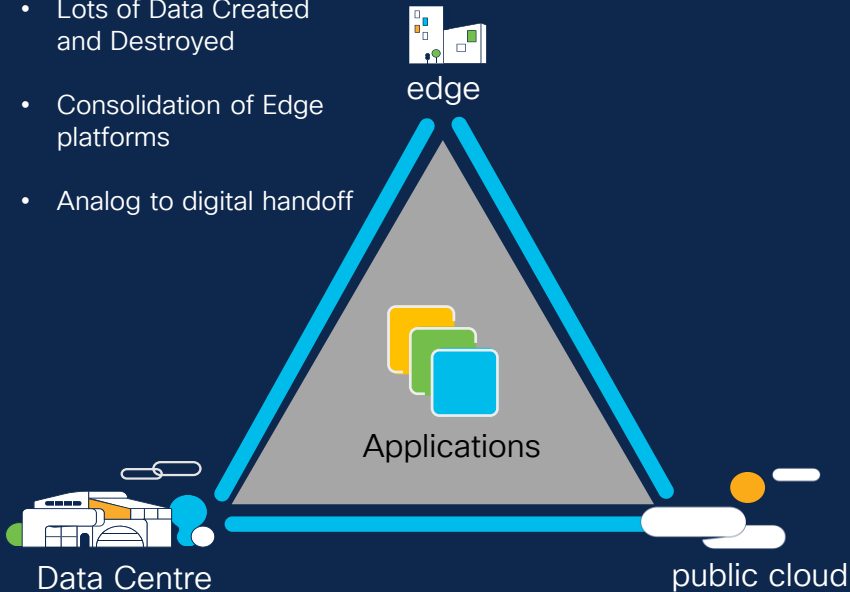 • Lots of Data Created
and Destroyed
• Consolidation of Edge
platforms
• Analog to digital handoff
edge
Applications
Data Centre
public cloud